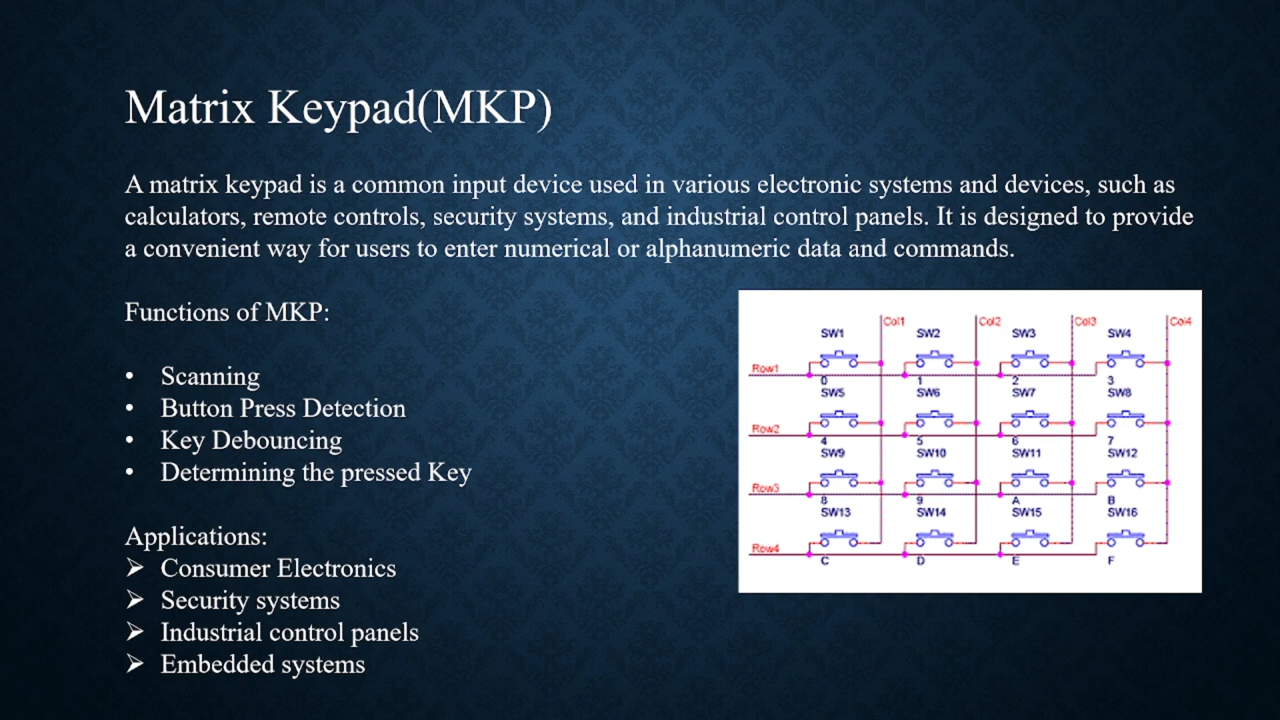 Matrix Keypad(MKP)
A matrix keypad is a common input device used in various electronic systems and devices, such as
calculators, remote controls, security systems, and industrial control panels. It is designed to provide
a convenient way for users to enter numerical or alphanumeric data and commands.
Functions of MKP:
• Scanning
• Button Press Detection
• Key Debouncing
• Determining the pressed Key
Applications:
➢ Consumer Electronics
➢ Security systems
➢ Industrial control panels
➢ Embedded systems
Col1 Col2 Col3 Col4
SW1 SW2 SW3 SW4
Row1
0 1 2 3
SW5 SW6 SW7 SW8
Row2
4 5 6 7
SW9 SW10 SW11 SW12
Row3
8 9 A B
SW13 SW14 SW15 SW16
Row4
C D E F